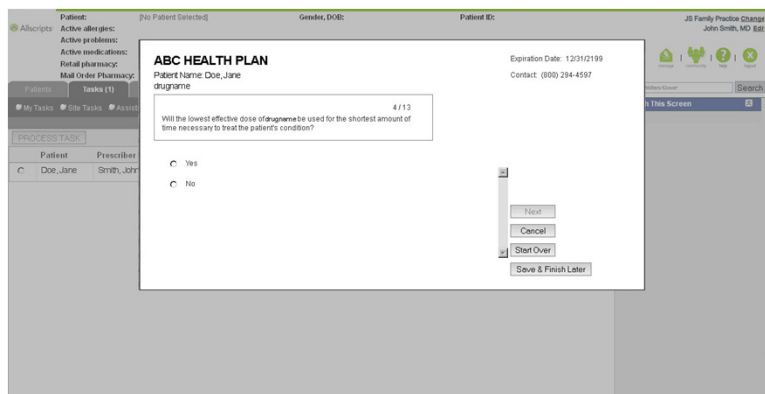 Allscripts
Patient: [No Patient Selected] Gender, DOB: Patient ID:
Active allergies:
Active problems:
Active medications:
Retail pharmacy:
Mail Order Pharmacy:
JS Family Practice Change
John Smith, MD Edit
message community help logout
Patients Tasks (1)
Search
My Tasks Site Tasks Assist
h This Screen
PROCESS TASK
Patient Prescriber
Doe, Jane Smith, John
ABC HEALTH PLAN
Patient Name: Doe, Jane
drugname
Expiration Date: 12/31/2199
Contact: (800) 294-4597
4 / 13
Will the lowest effective dose of drugname be used for the shortest amount of
time necessary to treat the patient's condition?
Yes
No
Next
Cancel
Start Over
Save & Finish Later